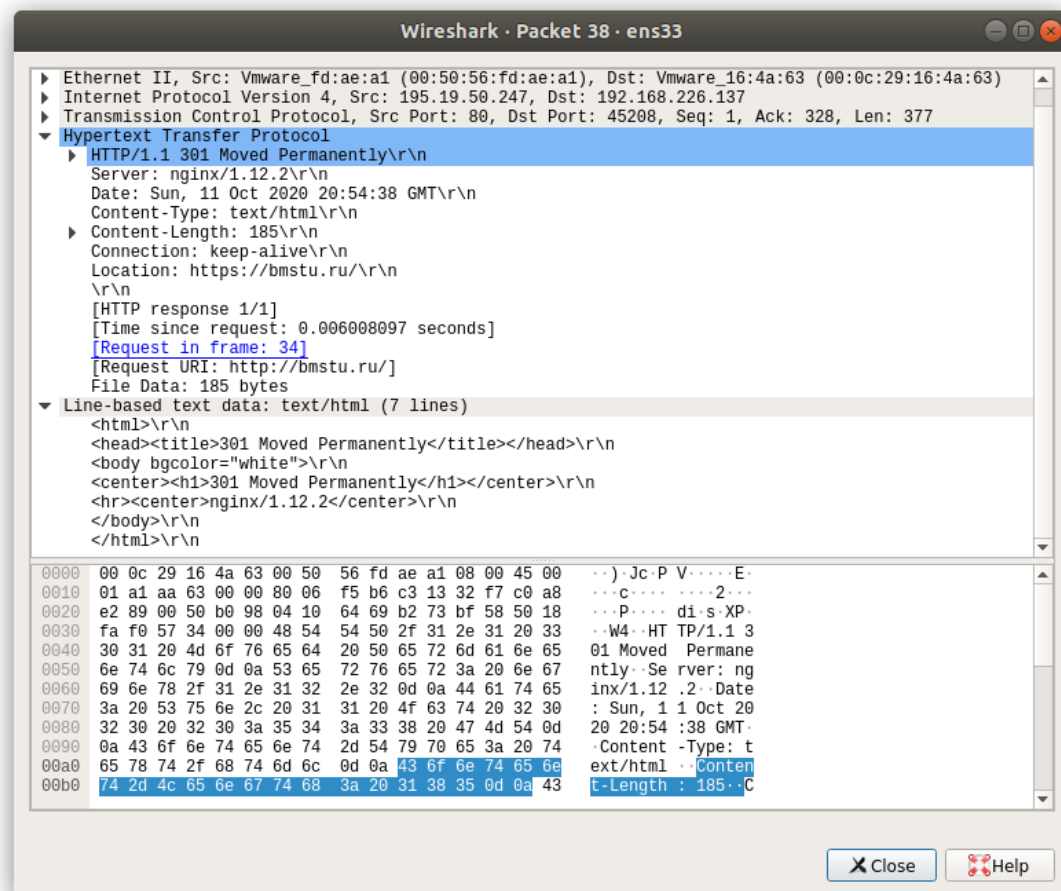 Wireshark · Packet 38 · ens33
Ethernet II, Src: Vmware_fd:ae:a1 (00:50:56:fd:ae:a1), Dst: Vmware_16:4a:63 (00:0c:29:16:4a:63)
Internet Protocol Version 4, Src: 195.19.50.247, Dst: 192.168.226.137
Transmission Control Protocol, Src Port: 80, Dst Port: 45208, Seq: 1, Ack: 328, Len: 377
Hypertext Transfer Protocol
HTTP/1.1 301 Moved Permanently\r\n
Server: nginx/1.12.2\r\n
Date: Sun, 11 Oct 2020 20:54:38 GMT\r\n
Content-Type: text/html\r\n
Content-Length: 185\r\n
Connection: keep-alive\r\n
Location: https://bmstu.ru/\r\n
\r\n
[HTTP response 1/1]
[Time since request: 0.006008097 seconds]
[Request in frame: 34]
[Request URI: http://bmstu.ru/]
File Data: 185 bytes
Line-based text data: text/html (7 lines)
<html>\r\n
<head><title>301 Moved Permanently</title></head>\r\n
<body bgcolor="white">\r\n
<center><h1>301 Moved Permanently</h1></center>\r\n
<hr><center>nginx/1.12.2</center>\r\n
</body>\r\n
</html>\r\n
0000 00 0c 29 16 4a 63 00 50 56 fd ae a1 08 00 45 00 ··)·Jc·P V·····E·
0010 01 a1 aa 63 00 00 80 06 f5 b6 c3 13 32 f7 c0 a8 ···c···· ····2···
0020 e2 89 00 50 b0 98 04 10 64 69 b2 73 bf 58 50 18 ···P···· di·s·XP·
0030 fa f0 57 34 00 00 48 54 54 50 2f 31 2e 31 20 33 ··W4··HT TP/1.1 3
0040 30 31 20 4d 6f 76 65 64 20 50 65 72 6d 61 6e 65 01 Moved Permane
0050 6e 74 6c 79 0d 0a 53 65 72 76 65 72 3a 20 6e 67 ntly··Se rver: ng
0060 69 6e 78 2f 31 2e 31 32 2e 32 0d 0a 44 61 74 65 inx/1.12 .2··Date
0070 3a 20 53 75 6e 2c 20 31 31 20 4f 63 74 20 32 30 : Sun, 1 1 Oct 20
0080 32 30 20 32 30 3a 35 34 3a 33 38 20 47 4d 54 0d 20 20:54 :38 GMT·
0090 0a 43 6f 6e 74 65 6e 74 2d 54 79 70 65 3a 20 74 ·Content -Type: t
00a0 65 78 74 2f 68 74 6d 6c 0d 0a 43 6f 6e 74 65 6e ext/html ··Conten
00b0 74 2d 4c 65 6e 67 74 68 3a 20 31 38 35 0d 0a 43 t-Length : 185··C
Close
Help